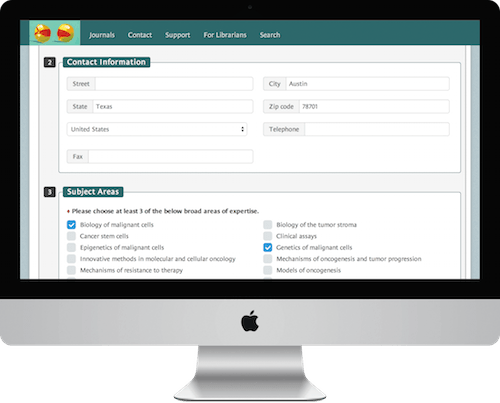 Journals Contact Support For Librarians Search
2 Contact Information
Street City Austin
State Texas Zip code 78701
United States Telephone
Fax
3 Subject Areas
Please choose at least 3 of the below broad areas of expertise.
Biology of malignant cells Biology of the tumor stroma
Cancer stem cells Clinical assays
Epigenetics of malignant cells Genetics of malignant cells
Innovative methods in molecular and cellular oncology Mechanisms of oncogenesis and tumor progression
Mechanisms of resistance to therapy Models of oncogenesis